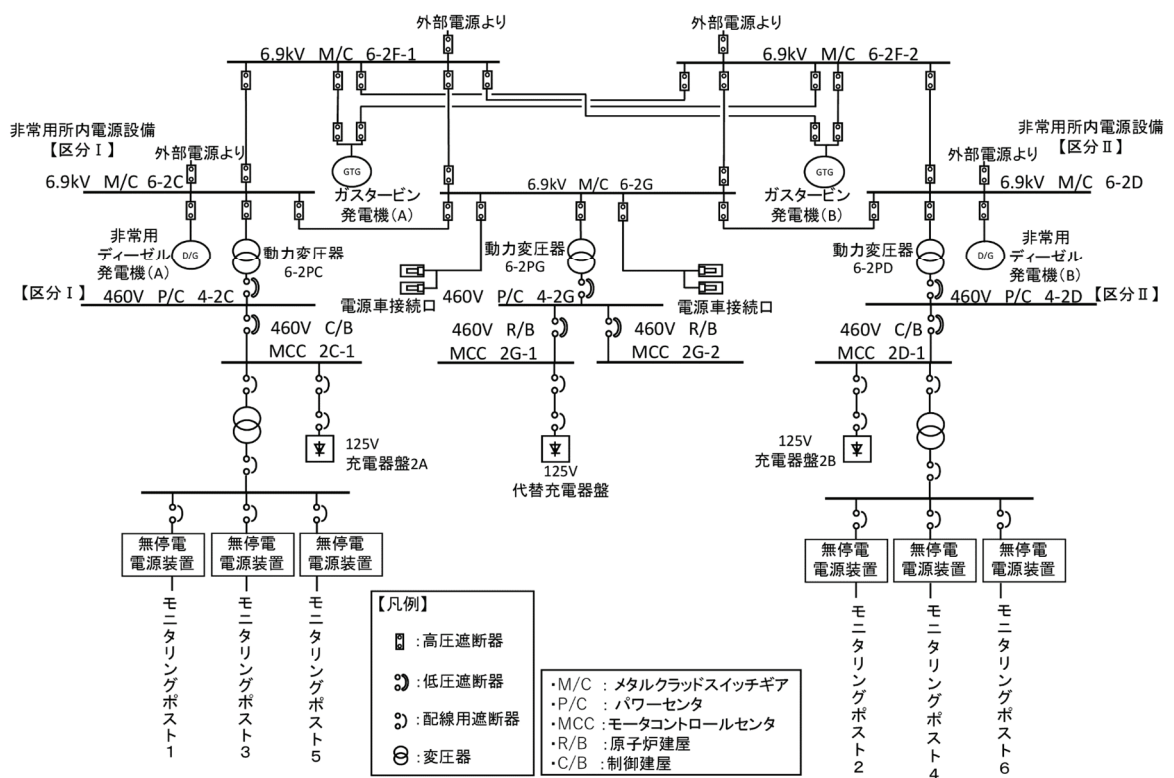 外部電源より
外部電源より
6.9kV M/C 6-2F-1
6.9kV M/C 6-2F-2
非常用所内電源設備
【区分Ⅰ】
外部電源より
6.9kV M/C 6-2C
GTG
ガスタービン
発電機(A)
6.9kV M/C 6-2G
GTG
ガスタービン
発電機(B)
非常用所内電源設備
【区分Ⅱ】
外部電源より
6.9kV M/C 6-2D
非常用
ディーゼル
発電機(A)
D/G
動力変圧器
6-2PC
動力変圧器
6-2PG
動力変圧器
6-2PD
D/G
非常用
ディーゼル
発電機(B)
電源車接続口
電源車接続口
【区分Ⅰ】
460V P/C 4-2C
460V P/C 4-2G
460V P/C 4-2D
【区分Ⅱ】
460V C/B
MCC 2C-1
460V R/B
MCC 2G-1
460V R/B
MCC 2G-2
460V C/B
MCC 2D-1
125V
充電器盤2A
125V
代替充電器盤
125V
充電器盤2B
無停電
電源装置
無停電
電源装置
無停電
電源装置
無停電
電源装置
無停電
電源装置
無停電
電源装置
モニタリングポスト1
モニタリングポスト3
モニタリングポスト5
モニタリングポスト2
モニタリングポスト4
モニタリングポスト6
【凡例】
:高圧遮断器
:低圧遮断器
:配線用遮断器
:変圧器
・M/C : メタルクラッドスイッチギア
・P/C : パワーセンタ
・MCC:モータコントロールセンタ
・R/B :原子炉建屋
・C/B :制御建屋